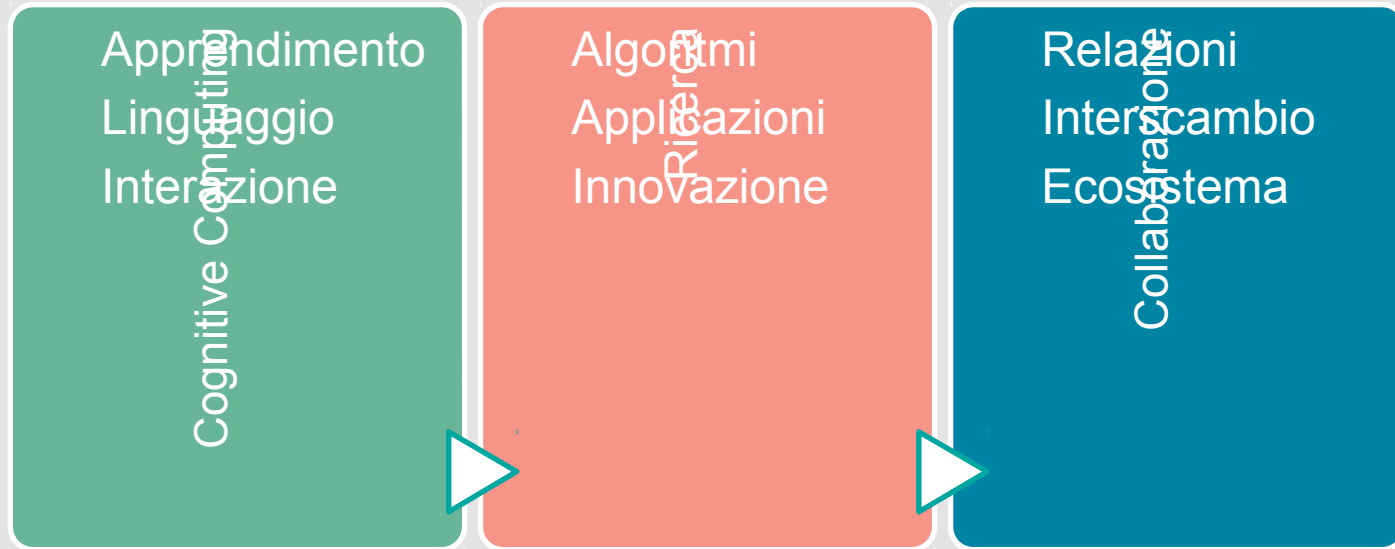 Cognitive Computing
Apprendimento
Linguaggio
Interazione
Ricerca
Algoritmi
Applicazioni
Innovazione
Collaborazione
Relazioni
Interscambio
Ecosistema